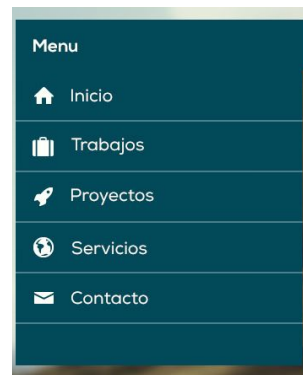 Menu
Inicio
Trabajos
Proyectos
Servicios
Contacto